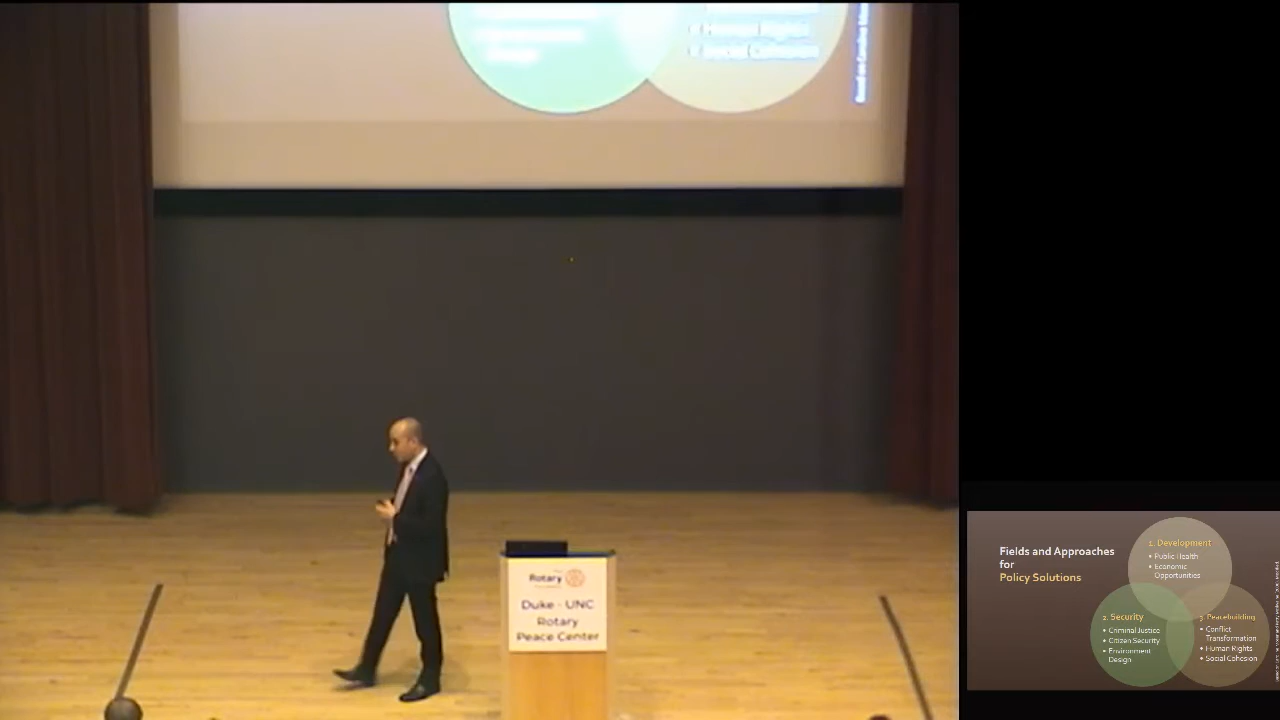 Human Rights
Social Cohesion
Rotary
Duke - UNC
Rotary
Peace Center
Fields and Approaches
for
Policy Solutions
1. Development
• Public Health
• Economic
Opportunities
2. Security
• Criminal Justice
• Citizen Security
• Environment
Design
3. Peacebuilding
• Conflict
Transformation
• Human Rights
• Social Cohesion